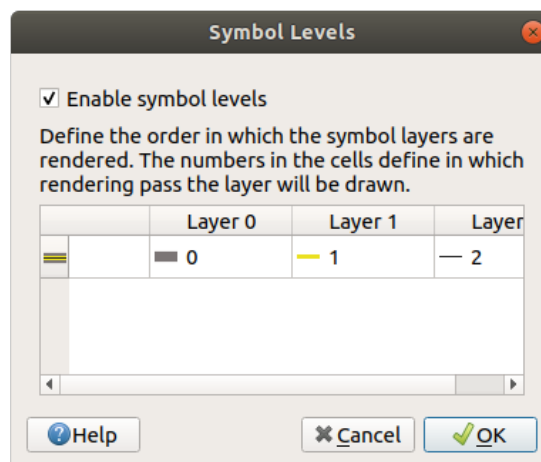 Symbol Levels
Enable symbol levels
Define the order in which the symbol layers are
rendered. The numbers in the cells define in which
rendering pass the layer will be drawn.
Layer 0 Layer 1 Layer
0 1 2
Help Cancel OK